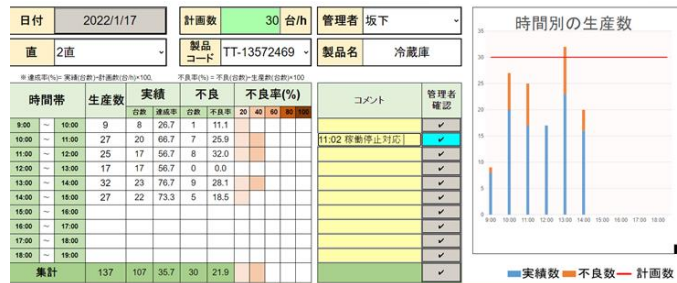 日付 2022/1/17 計画数 30 台/h 管理者 坂下
直 2直 製品コード TT-13572469 製品名 冷蔵庫
※達成率(%)= 実績(台数)÷計画数(台/h)×100, 不良率(%) = 不良(台数)÷生産数(台数)×100
時間帯 生産数 実績 不良 不良率(%) コメント 管理者確認
台数 達成率 台数 不良率 20 40 60 80 100
9:00 ~ 10:00 9 8 26.7 1 11.1 ✓
10:00 ~ 11:00 27 20 66.7 7 25.9 11:02 稼働停止対応 ✓
11:00 ~ 12:00 25 17 56.7 8 32.0 ✓
12:00 ~ 13:00 17 17 56.7 0 0.0 ✓
13:00 ~ 14:00 32 23 76.7 9 28.1 ✓
14:00 ~ 15:00 27 22 73.3 5 18.5 ✓
15:00 ~ 16:00 ✓
16:00 ~ 17:00 ✓
17:00 ~ 18:00 ✓
18:00 ~ 19:00 ✓
集計 137 107 35.7 30 21.9 ✓
時間別の生産数
35
30
25
20
15
10
5
0
9:00 10:00 11:00 12:00 13:00 14:00 15:00 16:00 17:00 18:00
実績数 不良数 計画数